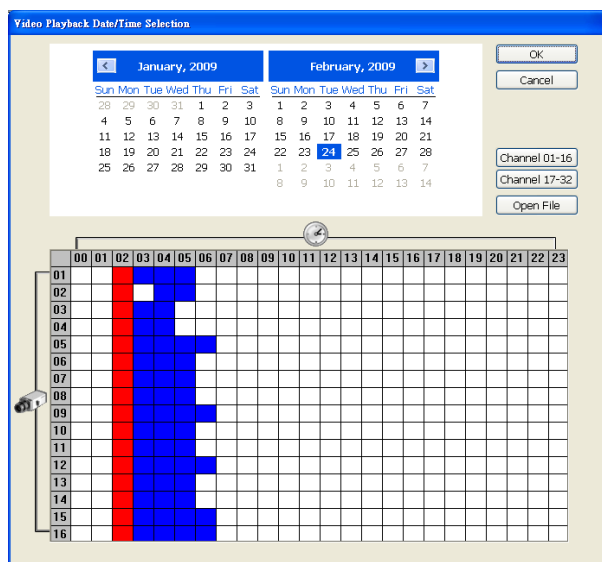 Video Playback Date/Time Selection
January, 2009
Sun Mon Tue Wed Thu Fri Sat
28 29 30 31 1 2 3
4 5 6 7 8 9 10
11 12 13 14 15 16 17
18 19 20 21 22 23 24
25 26 27 28 29 30 31
February, 2009
Sun Mon Tue Wed Thu Fri Sat
1 2 3 4 5 6 7
8 9 10 11 12 13 14
15 16 17 18 19 20 21
22 23 24 25 26 27 28
1 2 3 4 5 6 7
8 9 10 11 12 13 14
OK
Cancel
Channel 01-16
Channel 17-32
Open File
00 01 02 03 04 05 06 07 08 09 10 11 12 13 14 15 16 17 18 19 20 21 22 23
01
02
03
04
05
06
07
08
09
10
11
12
13
14
15
16